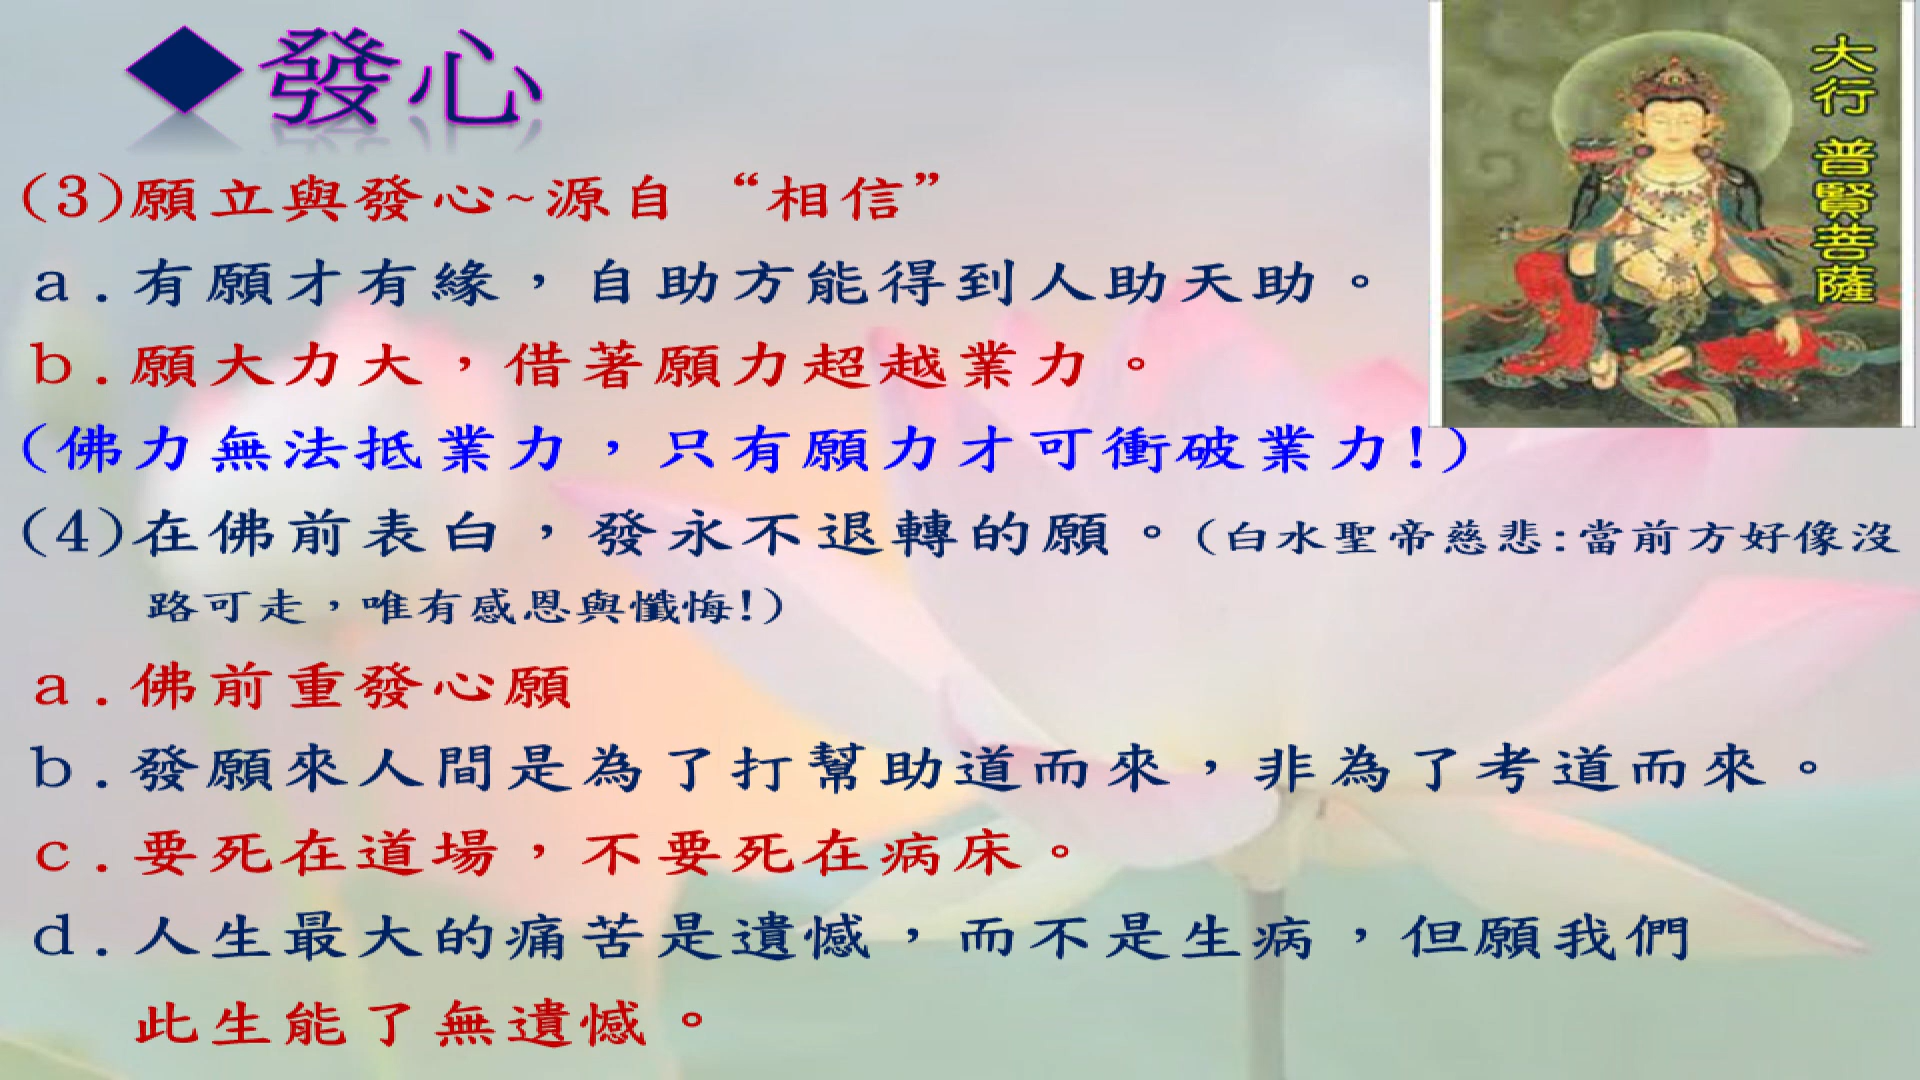 ◆發心
(3)願立與發心~源自“相信”
a.有願才有緣，自助方能得到人助天助。
b.願大力大，借著願力超越業力。
(佛力無法抵業力，只有願力才可衝破業力!)
(4)在佛前表白，發永不退轉的願。(白水聖帝慈悲:當前方好像沒
路可走，唯有感恩與懺悔!)
a.佛前重發心願
b.發願來人間是為了打幫助道而來，非為了考道而來。
c.要死在道場，不要死在病床。
d.人生最大的痛苦是遺憾，而不是生病，但願我們
此生能了無遺憾。
大行 普賢菩薩